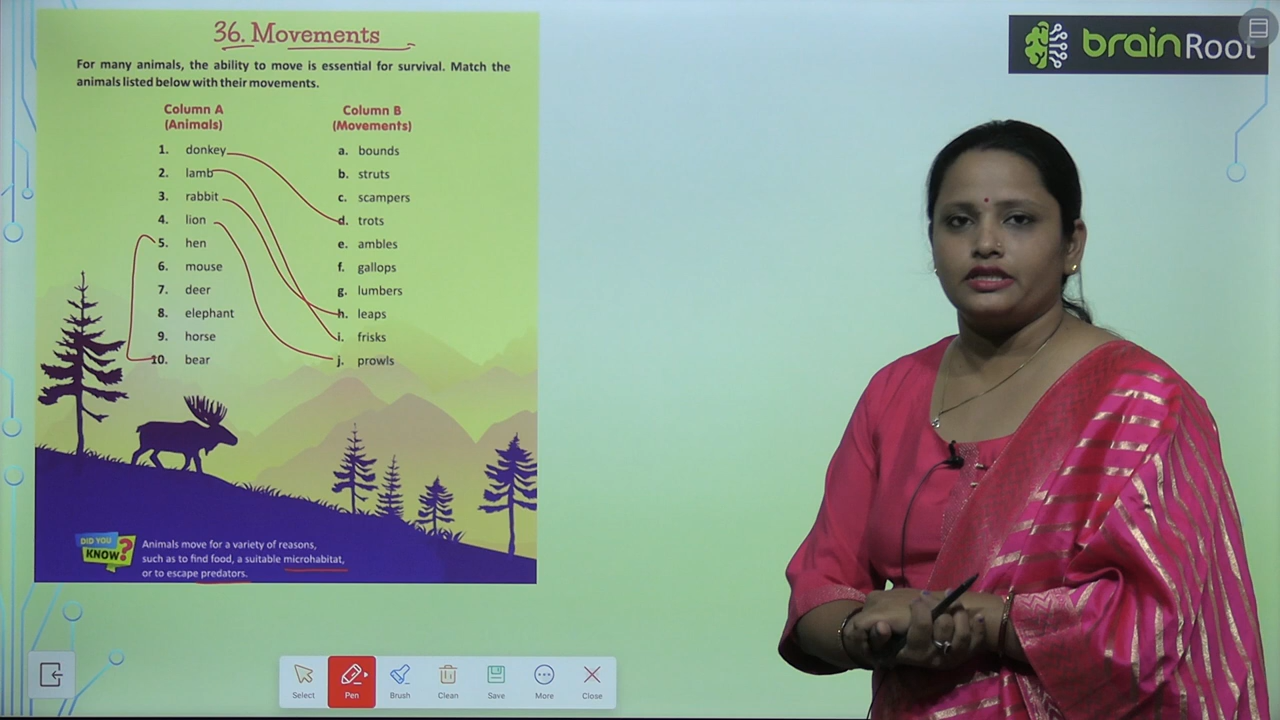 brainRoot
36. Movements
For many animals, the ability to move is essential for survival. Match the
animals listed below with their movements.
Column A
(Animals)
Column B
(Movements)
1. donkey
a. bounds
2. lamb
b. struts
3. rabbit
c. scampers
4. lion
d. trots
5. hen
e. ambles
6. mouse
f. gallops
7. deer
g. lumbers
8. elephant
h. leaps
9. horse
i. frisks
10. bear
j. prowls
DID YOU
KNOW?
Animals move for a variety of reasons,
such as to find food, a suitable microhabitat,
or to escape predators.
Select
Pen
Brush
Clean
Save
More
Close